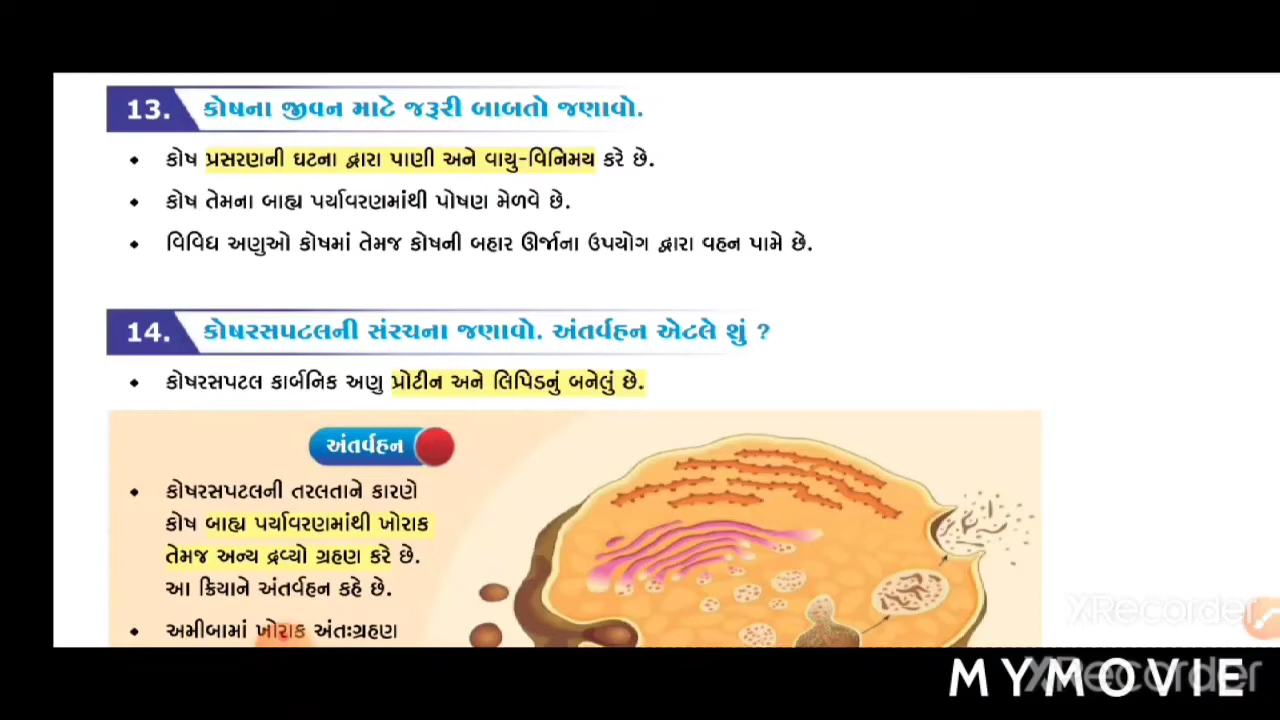 13. કોષના જીવન માટે જરૂરી બાબતો જણાવો.
• કોષ પ્રસરણની ઘટના દ્વારા પાણી અને વાયુ-વિનિમય કરે છે.
• કોષ તેમના બાહ્ય પર્યાવરણમાંથી પોષણ મેળવે છે.
• વિવિધ અણુઓ કોષમાં તેમજ કોષની બહાર ઊર્જાના ઉપયોગ દ્વારા વહન પામે છે.
14. કોષરસપટલની સંરચના જણાવો. અંતર્વહન એટલે શું ?
• કોષરસપટલ કાર્બનિક અણુ પ્રોટીન અને લિપિડનું બનેલું છે.
અંતર્વહન
• કોષરસપટલની તરલતાને કારણે
કોષ બાહ્ય પર્યાવરણમાંથી ખોરાક
તેમજ અન્ય દ્રવ્યો ગ્રહણ કરે છે.
આ ક્રિયાને અંતર્વહન કહે છે.
• અમીબામાં ખોરાક અંતઃગ્રહણ
XRecorder
XRecorder
MYMOVIE